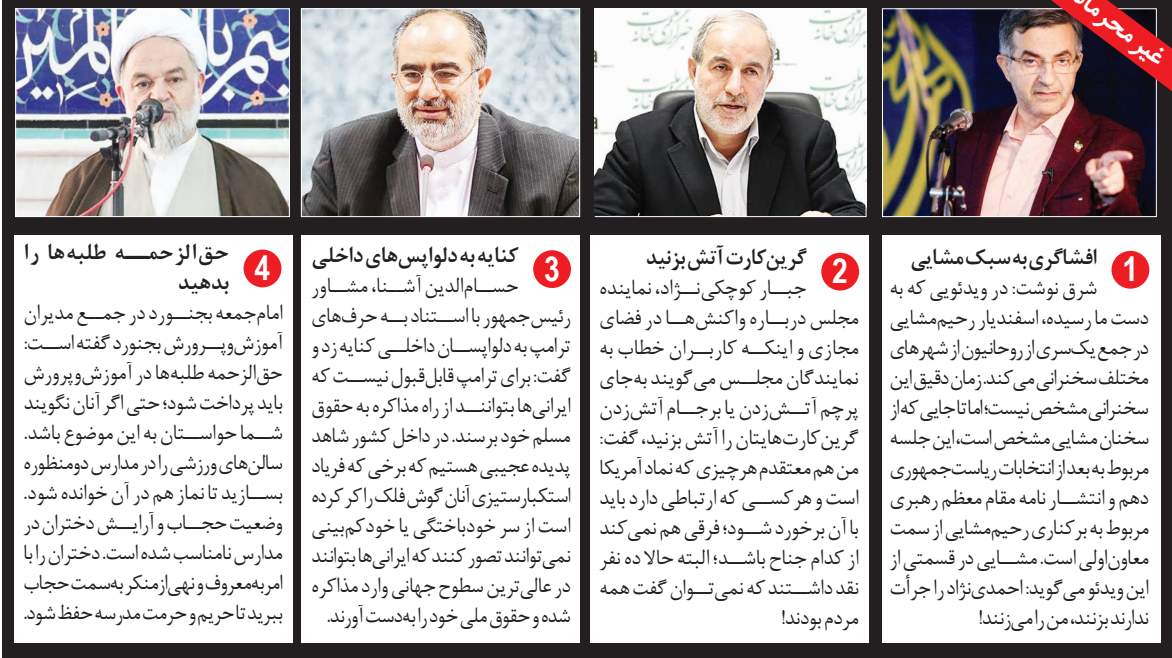 غیر محرمانه
1
افشاگری به سبک مشایی
شرق نوشت: در ویدئویی که به
دست ما رسیده، اسفندیار رحیم‌مشایی
در جمع یک‌سری از روحانیون از شهرهای
مختلف سخنرانی می‌کند. زمان دقیق این
سخنرانی مشخص نیست؛ اما تا جایی که از
سخنان مشایی مشخص است، این جلسه
مربوط به بعد از انتخابات ریاست‌جمهوری
دهم و انتشار نامه مقام معظم رهبری
مربوط به برکناری رحیم‌مشایی از سمت
معاون‌اولی است. مشایی در قسمتی از
این ویدئو می‌گوید: احمدی‌نژاد را جرأت
ندارند بزنند، من را می‌زنند!
2
گرین‌کارت آتش بزنید
جبار کوچکی‌نژاد، نماینده
مجلس درباره واکنش‌ها در فضای
مجازی و اینکه کاربران خطاب به
نمایندگان مجلس می‌گویند به‌جای
پرچم آتش‌زدن یا برجام آتش‌زدن
گرین‌کارت‌هایتان را آتش بزنید، گفت:
من هم معتقدم هرچیزی که نماد آمریکا
است و هرکسی که ارتباطی دارد باید
با آن برخورد شود؛ فرقی هم نمی‌کند
از کدام جناح باشد؛ البته حالا ده نفر
نقد داشتند که نمی‌توان گفت همه
مردم بودند!
3
کنایه به دلواپس‌های داخلی
حسام‌الدین آشنا، مشاور
رئیس‌جمهور با استناد به حرف‌های
ترامپ به دلواپسان داخلی کنایه زد و
گفت: برای ترامپ قابل‌قبول نیست که
ایرانی‌ها بتوانند از راه مذاکره به حقوق
مسلم خود برسند. در داخل کشور شاهد
پدیده عجیبی هستیم که برخی که فریاد
استکبارستیزی آنان گوش فلک را کر کرده
است از سر خودباختگی یا خودکم‌بینی
نمی‌توانند تصور کنند که ایرانی‌ها بتوانند
در عالی‌ترین سطوح جهانی وارد مذاکره
شده و حقوق ملی خود را به‌دست آورند.
4
حق‌الزحمه طلبه‌ها را
بدهید
امام‌جمعه بجنورد در جمع مدیران
آموزش‌وپرورش بجنورد گفته است:
حق‌الزحمه طلبه‌ها در آموزش‌وپرورش
باید پرداخت شود؛ حتی اگر آنان نگویند
شما حواستان به این موضوع باشد.
سالن‌های ورزشی را در مدارس دومنظوره
بسازید تا نماز هم در آن خوانده شود.
وضعیت حجاب و آرایش دختران در
مدارس نامناسب شده است. دختران را با
امربه‌معروف و نهی‌ازمنکر به‌سمت حجاب
ببرید تا حریم و حرمت مدرسه حفظ شود.